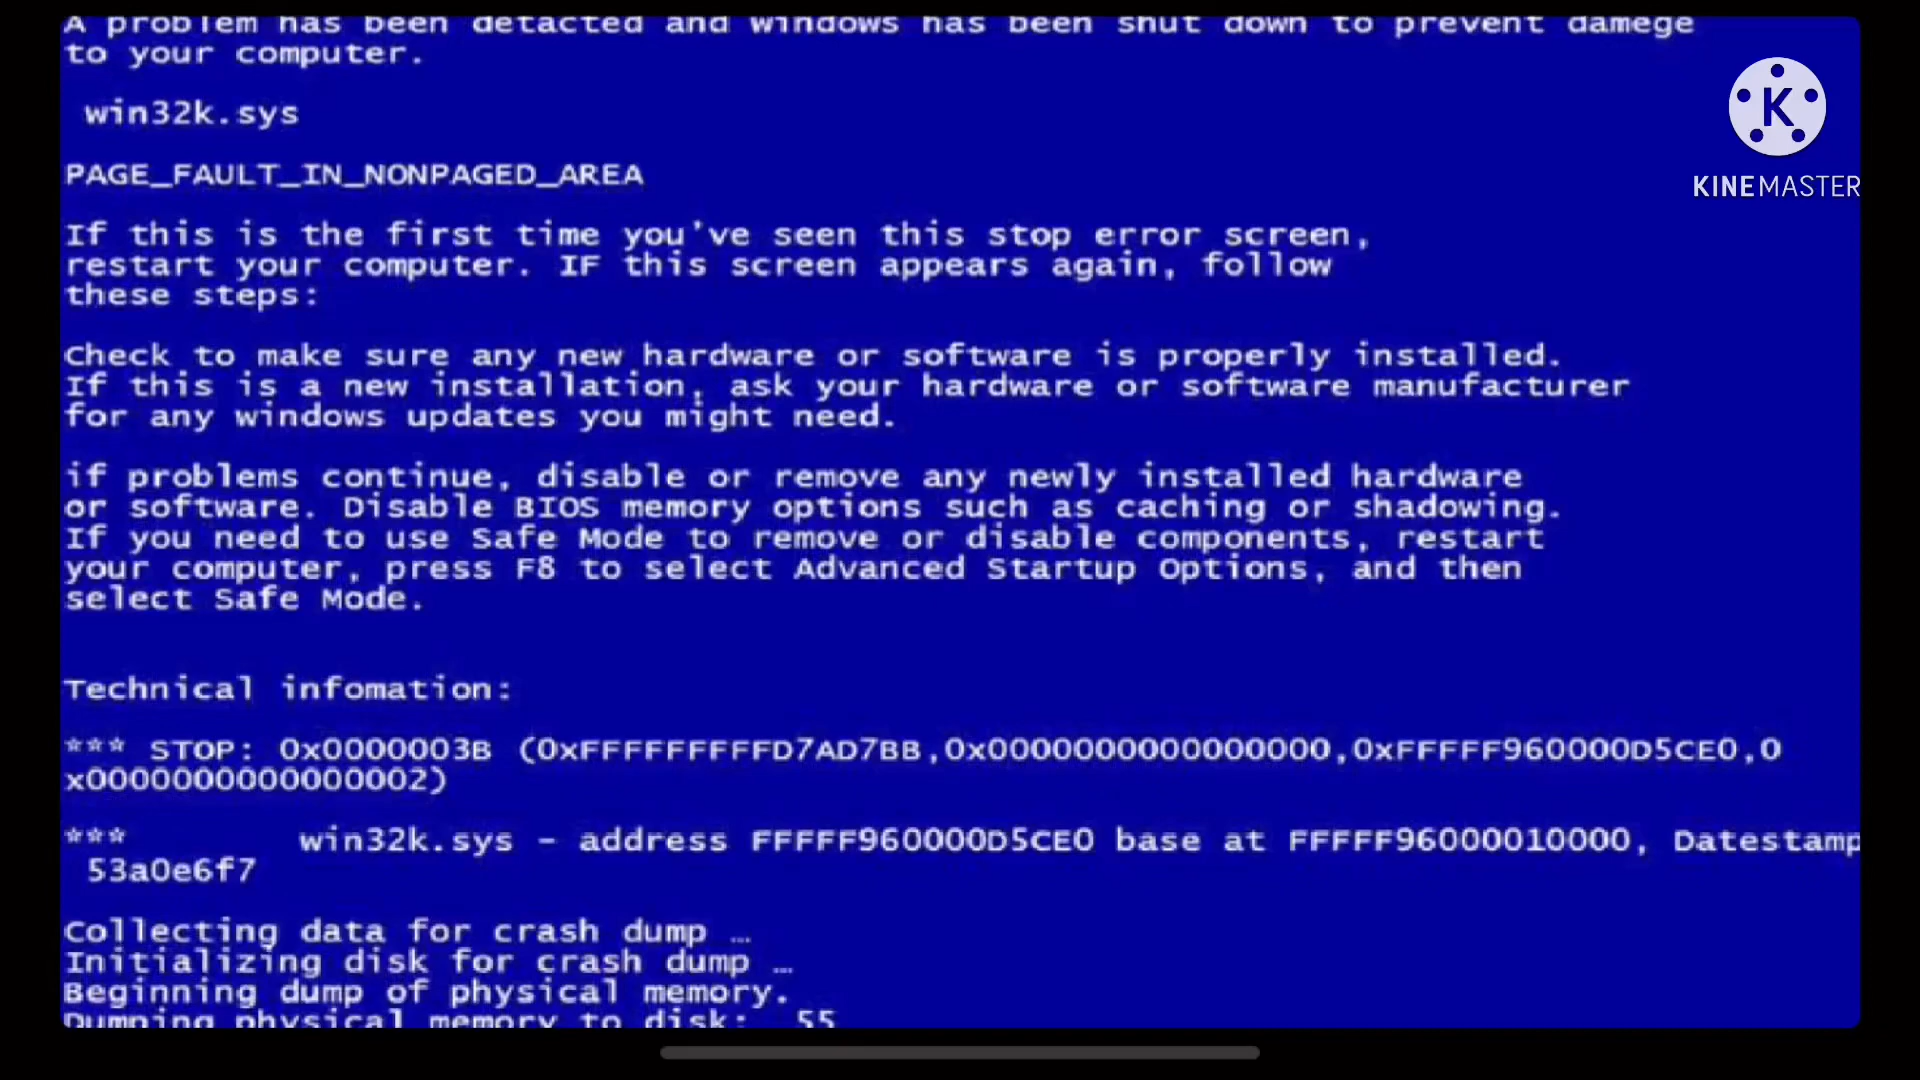 A problem has been detacted and windows has been shut down to prevent damege
to your computer.
win32k.sys
PAGE_FAULT_IN_NONPAGED_AREA
If this is the first time you've seen this stop error screen,
restart your computer. IF this screen appears again, follow
these steps:
Check to make sure any new hardware or software is properly installed.
If this is a new installation, ask your hardware or software manufacturer
for any windows updates you might need.
if problems continue, disable or remove any newly installed hardware
or software. Disable BIOS memory options such as caching or shadowing.
If you need to use Safe Mode to remove or disable components, restart
your computer, press F8 to select Advanced Startup Options, and then
select Safe Mode.
Technical infomation:
*** STOP: 0x0000003B (0xFFFFFFFFFD7AD7BB,0x0000000000000000,0xFFFFF960000D5CE0,0
x0000000000000002)
*** win32k.sys - address FFFFF960000D5CE0 base at FFFFF96000010000, Datestamp
53a0e6f7
Collecting data for crash dump …
Initializing disk for crash dump …
Beginning dump of physical memory.
Dumping physical memory to disk: 55
K
KINEMASTER